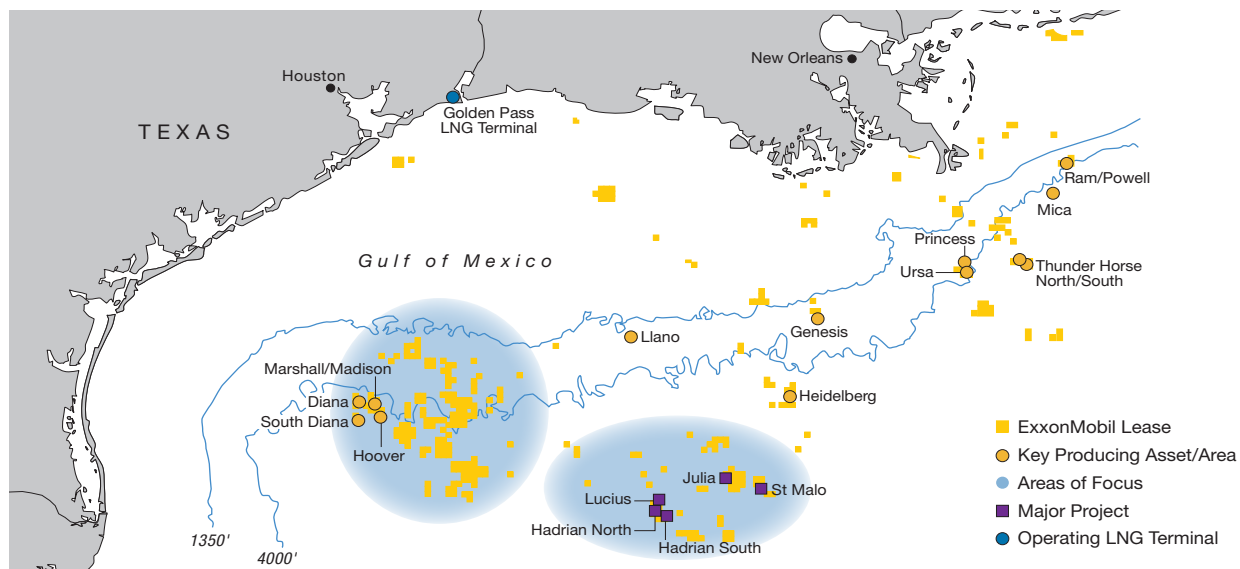 New Orleans
Houston
Golden Pass
LNG Terminal
TEXAS
Ram/Powell
Mica
Princess
Gulf of Mexico
Ursa
Thunder Horse
North/South
Llano
Genesis
Marshall/Madison
Diana
South Diana
Hoover
Heidelberg
ExxonMobil Lease
Key Producing Asset/Area
Areas of Focus
Major Project
Operating LNG Terminal
Julia
St Malo
Lucius
Hadrian North
Hadrian South
1350'
4000'